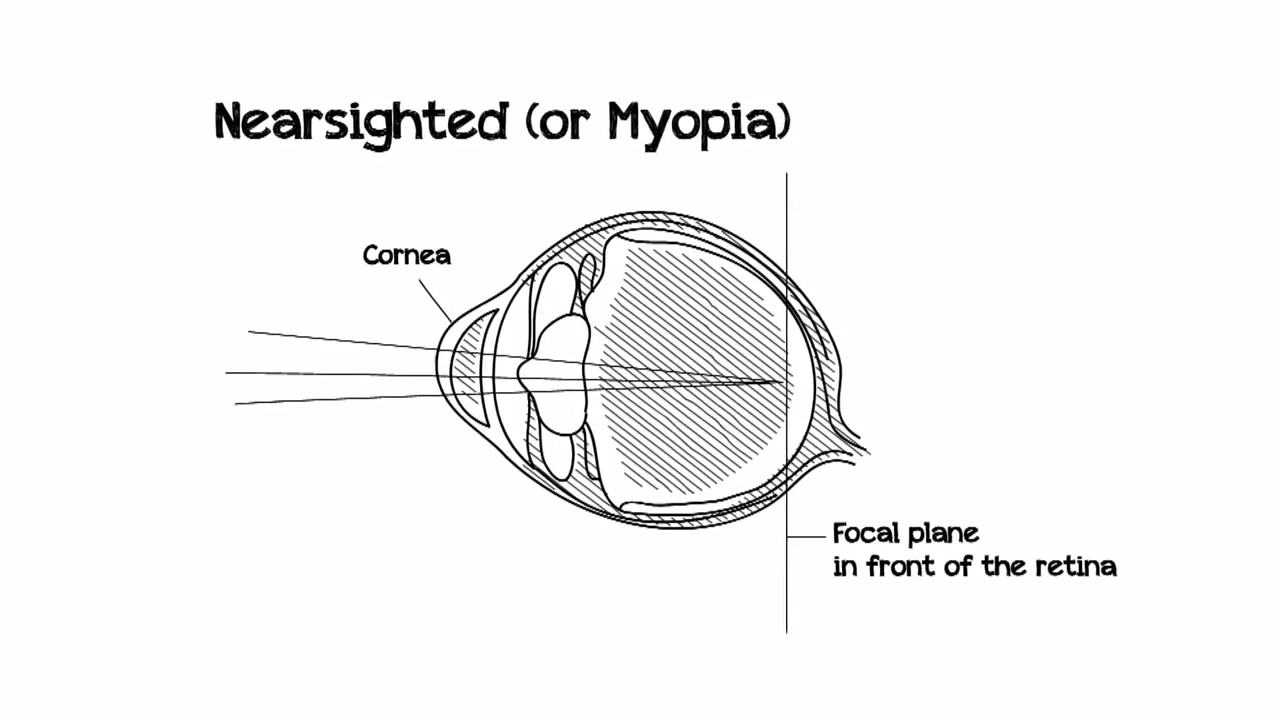 Nearsighted (or Myopia)
Cornea
Focal plane
in front of the retina